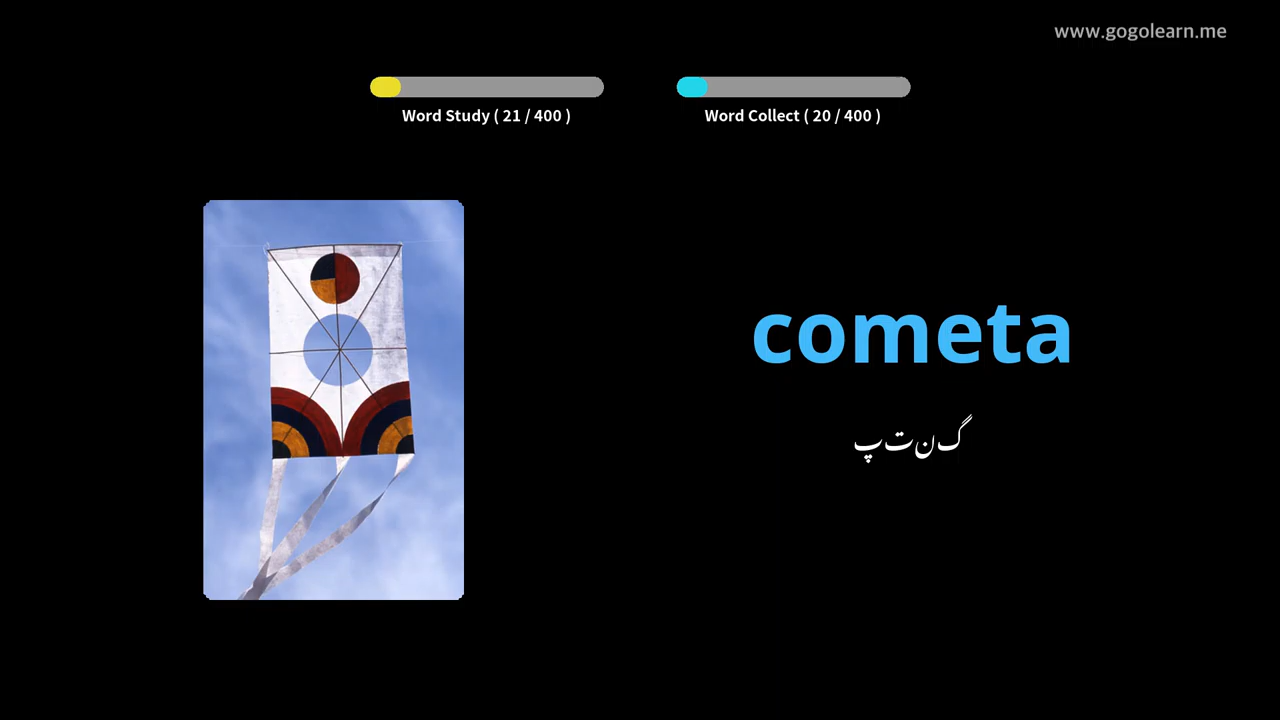 www.gogolearn.me
Word Study ( 21 / 400 )
Word Collect ( 20 / 400 )
cometa
گ ن ت پ